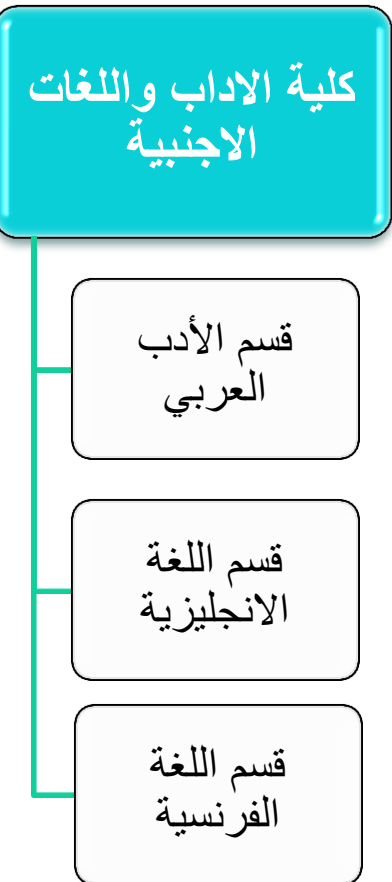 كلية الاداب واللغات
الاجنبية
قسم الأدب
العربي
قسم اللغة
الانجليزية
قسم اللغة
الفرنسية